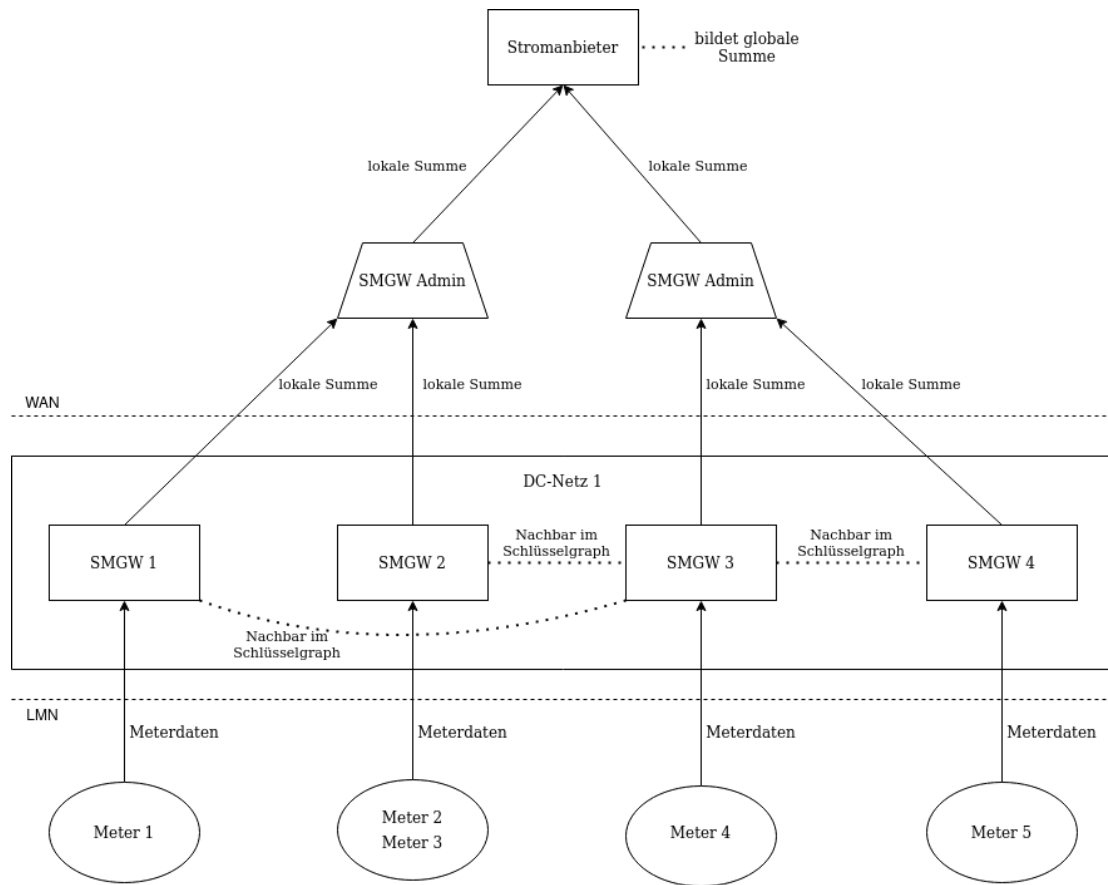 Stromanbieter
bildet globale
Summe
lokale Summe
lokale Summe
SMGW Admin
SMGW Admin
lokale Summe
lokale Summe
lokale Summe
lokale Summe
WAN
DC-Netz 1
SMGW 1
SMGW 2
Nachbar im
Schlüsselgraph
SMGW 3
Nachbar im
Schlüsselgraph
SMGW 4
Nachbar im
Schlüsselgraph
LMN
Meterdaten
Meterdaten
Meterdaten
Meterdaten
Meter 1
Meter 2
Meter 3
Meter 4
Meter 5